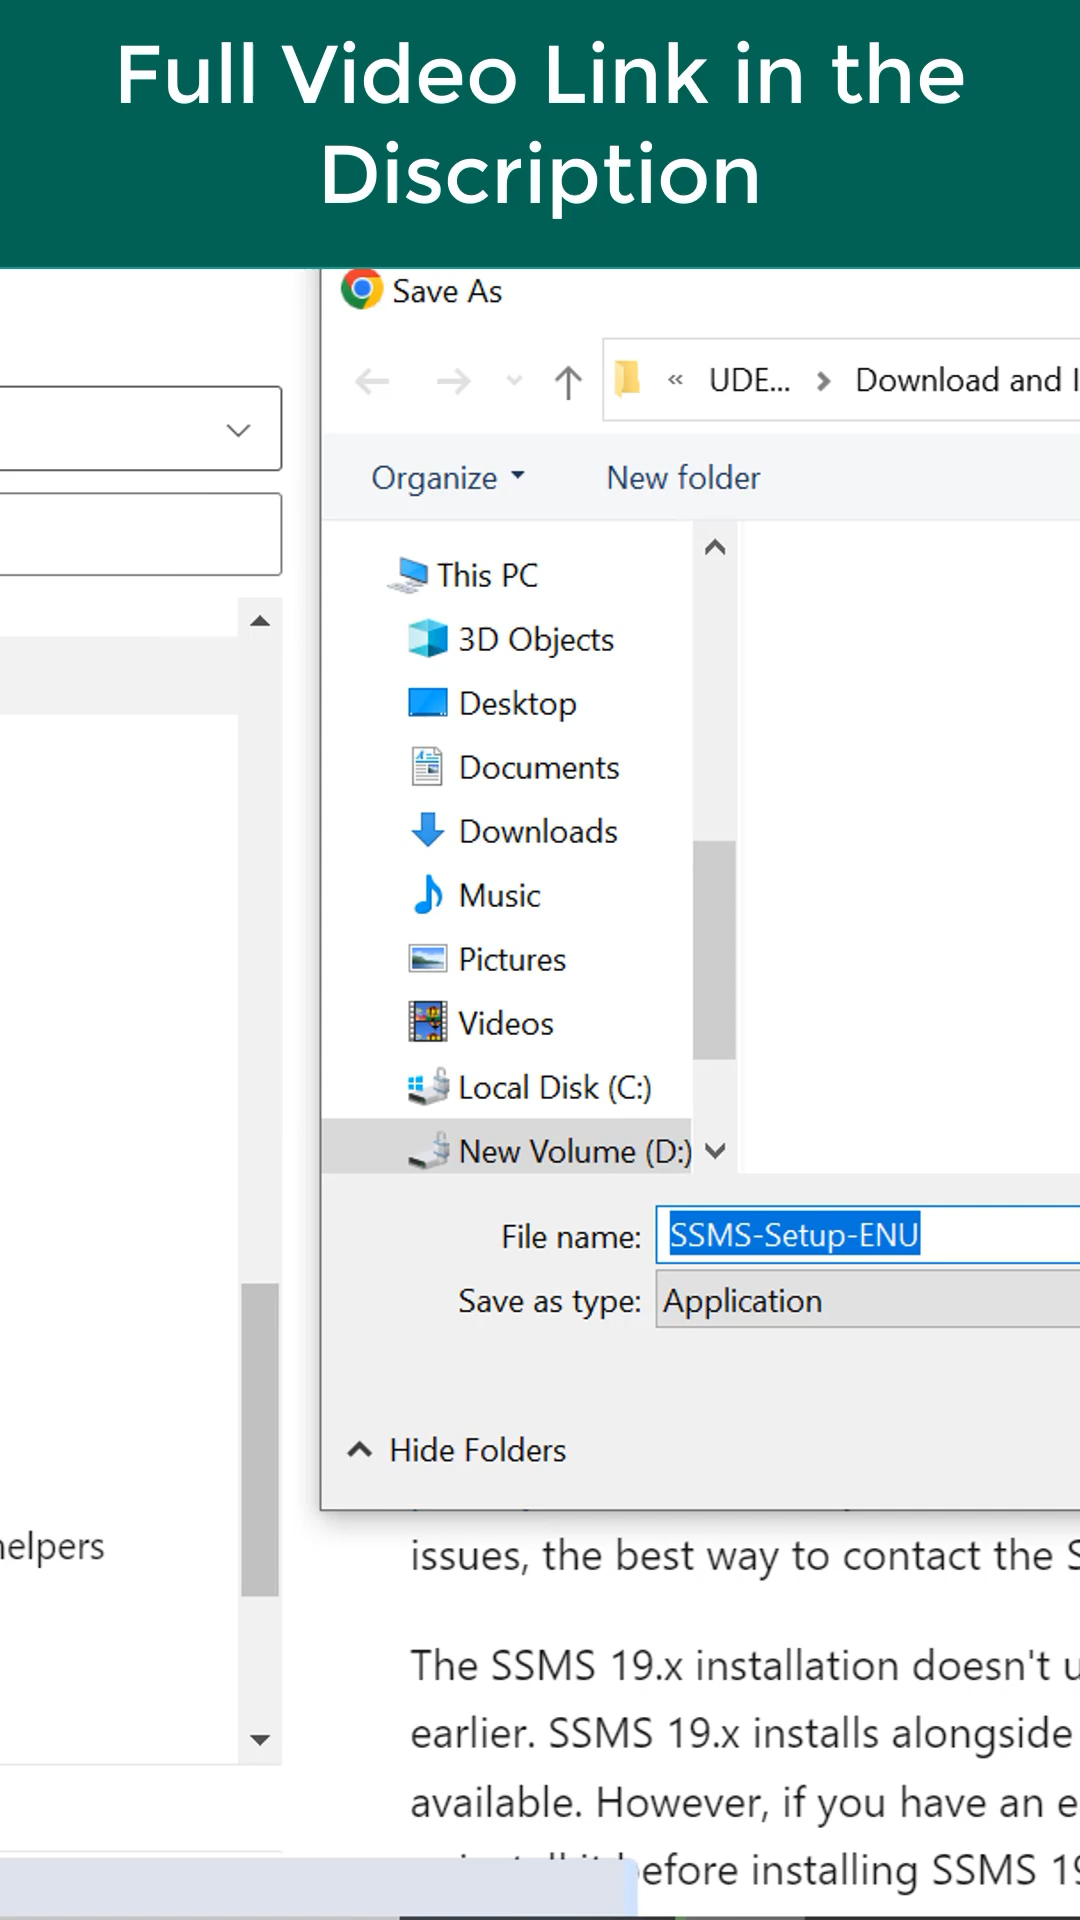 Full Video Link in the
Discription
Save As
« UDE... > Download and I
Organize
New folder
This PC
3D Objects
Desktop
Documents
Downloads
Music
Pictures
Videos
Local Disk (C:)
New Volume (D:)
File name: SSMS-Setup-ENU
Save as type: Application
Hide Folders
helpers
issues, the best way to contact the S
The SSMS 19.x installation doesn't u
earlier. SSMS 19.x installs alongside
available. However, if you have an e
before installing SSMS 19